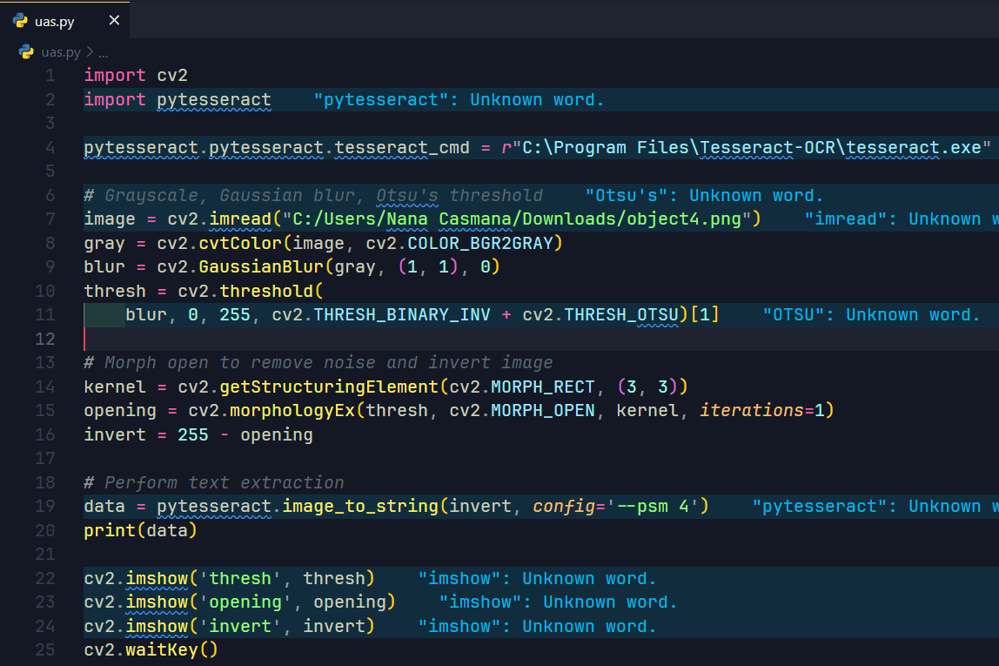 uas.py ×
uas.py > ...
1 import cv2
2 import pytesseract "pytesseract": Unknown word.
3
4 pytesseract.pytesseract.tesseract_cmd = r"C:\Program Files\Tesseract-OCR\tesseract.exe"
5
6 # Grayscale, Gaussian blur, Otsu's threshold "Otsu's": Unknown word.
7 image = cv2.imread("C:/Users/Nana Casmana/Downloads/object4.png") "imread": Unknown w
8 gray = cv2.cvtColor(image, cv2.COLOR_BGR2GRAY)
9 blur = cv2.GaussianBlur(gray, (1, 1), 0)
10 thresh = cv2.threshold(
11 blur, 0, 255, cv2.THRESH_BINARY_INV + cv2.THRESH_OTSU)[1] "OTSU": Unknown word.
12
13 # Morph open to remove noise and invert image
14 kernel = cv2.getStructuringElement(cv2.MORPH_RECT, (3, 3))
15 opening = cv2.morphologyEx(thresh, cv2.MORPH_OPEN, kernel, iterations=1)
16 invert = 255 - opening
17
18 # Perform text extraction
19 data = pytesseract.image_to_string(invert, config='--psm 4') "pytesseract": Unknown w
20 print(data)
21
22 cv2.imshow('thresh', thresh) "imshow": Unknown word.
23 cv2.imshow('opening', opening) "imshow": Unknown word.
24 cv2.imshow('invert', invert) "imshow": Unknown word.
25 cv2.waitKey()